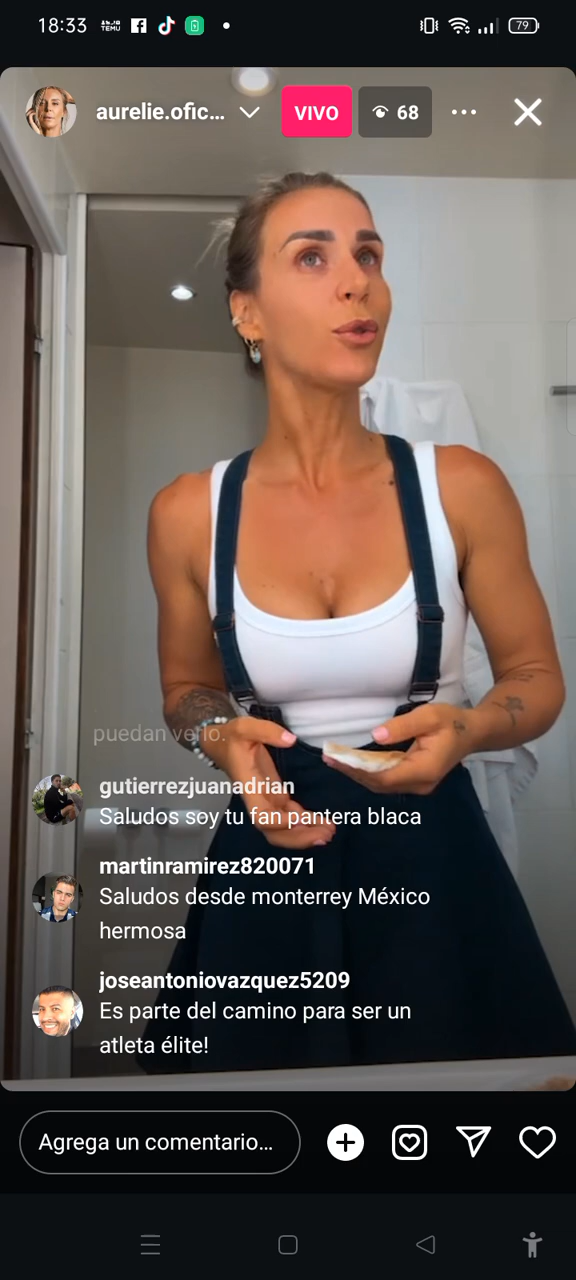 18:33
TEMU
79
aurelie.ofic...
VIVO
68
puedan verlo.
gutierrezjuanadrian
Saludos soy tu fan pantera blaca
martinramirez820071
Saludos desde monterrey México
hermosa
joseantoniovazquez5209
Es parte del camino para ser un
atleta élite!
Agrega un comentario...